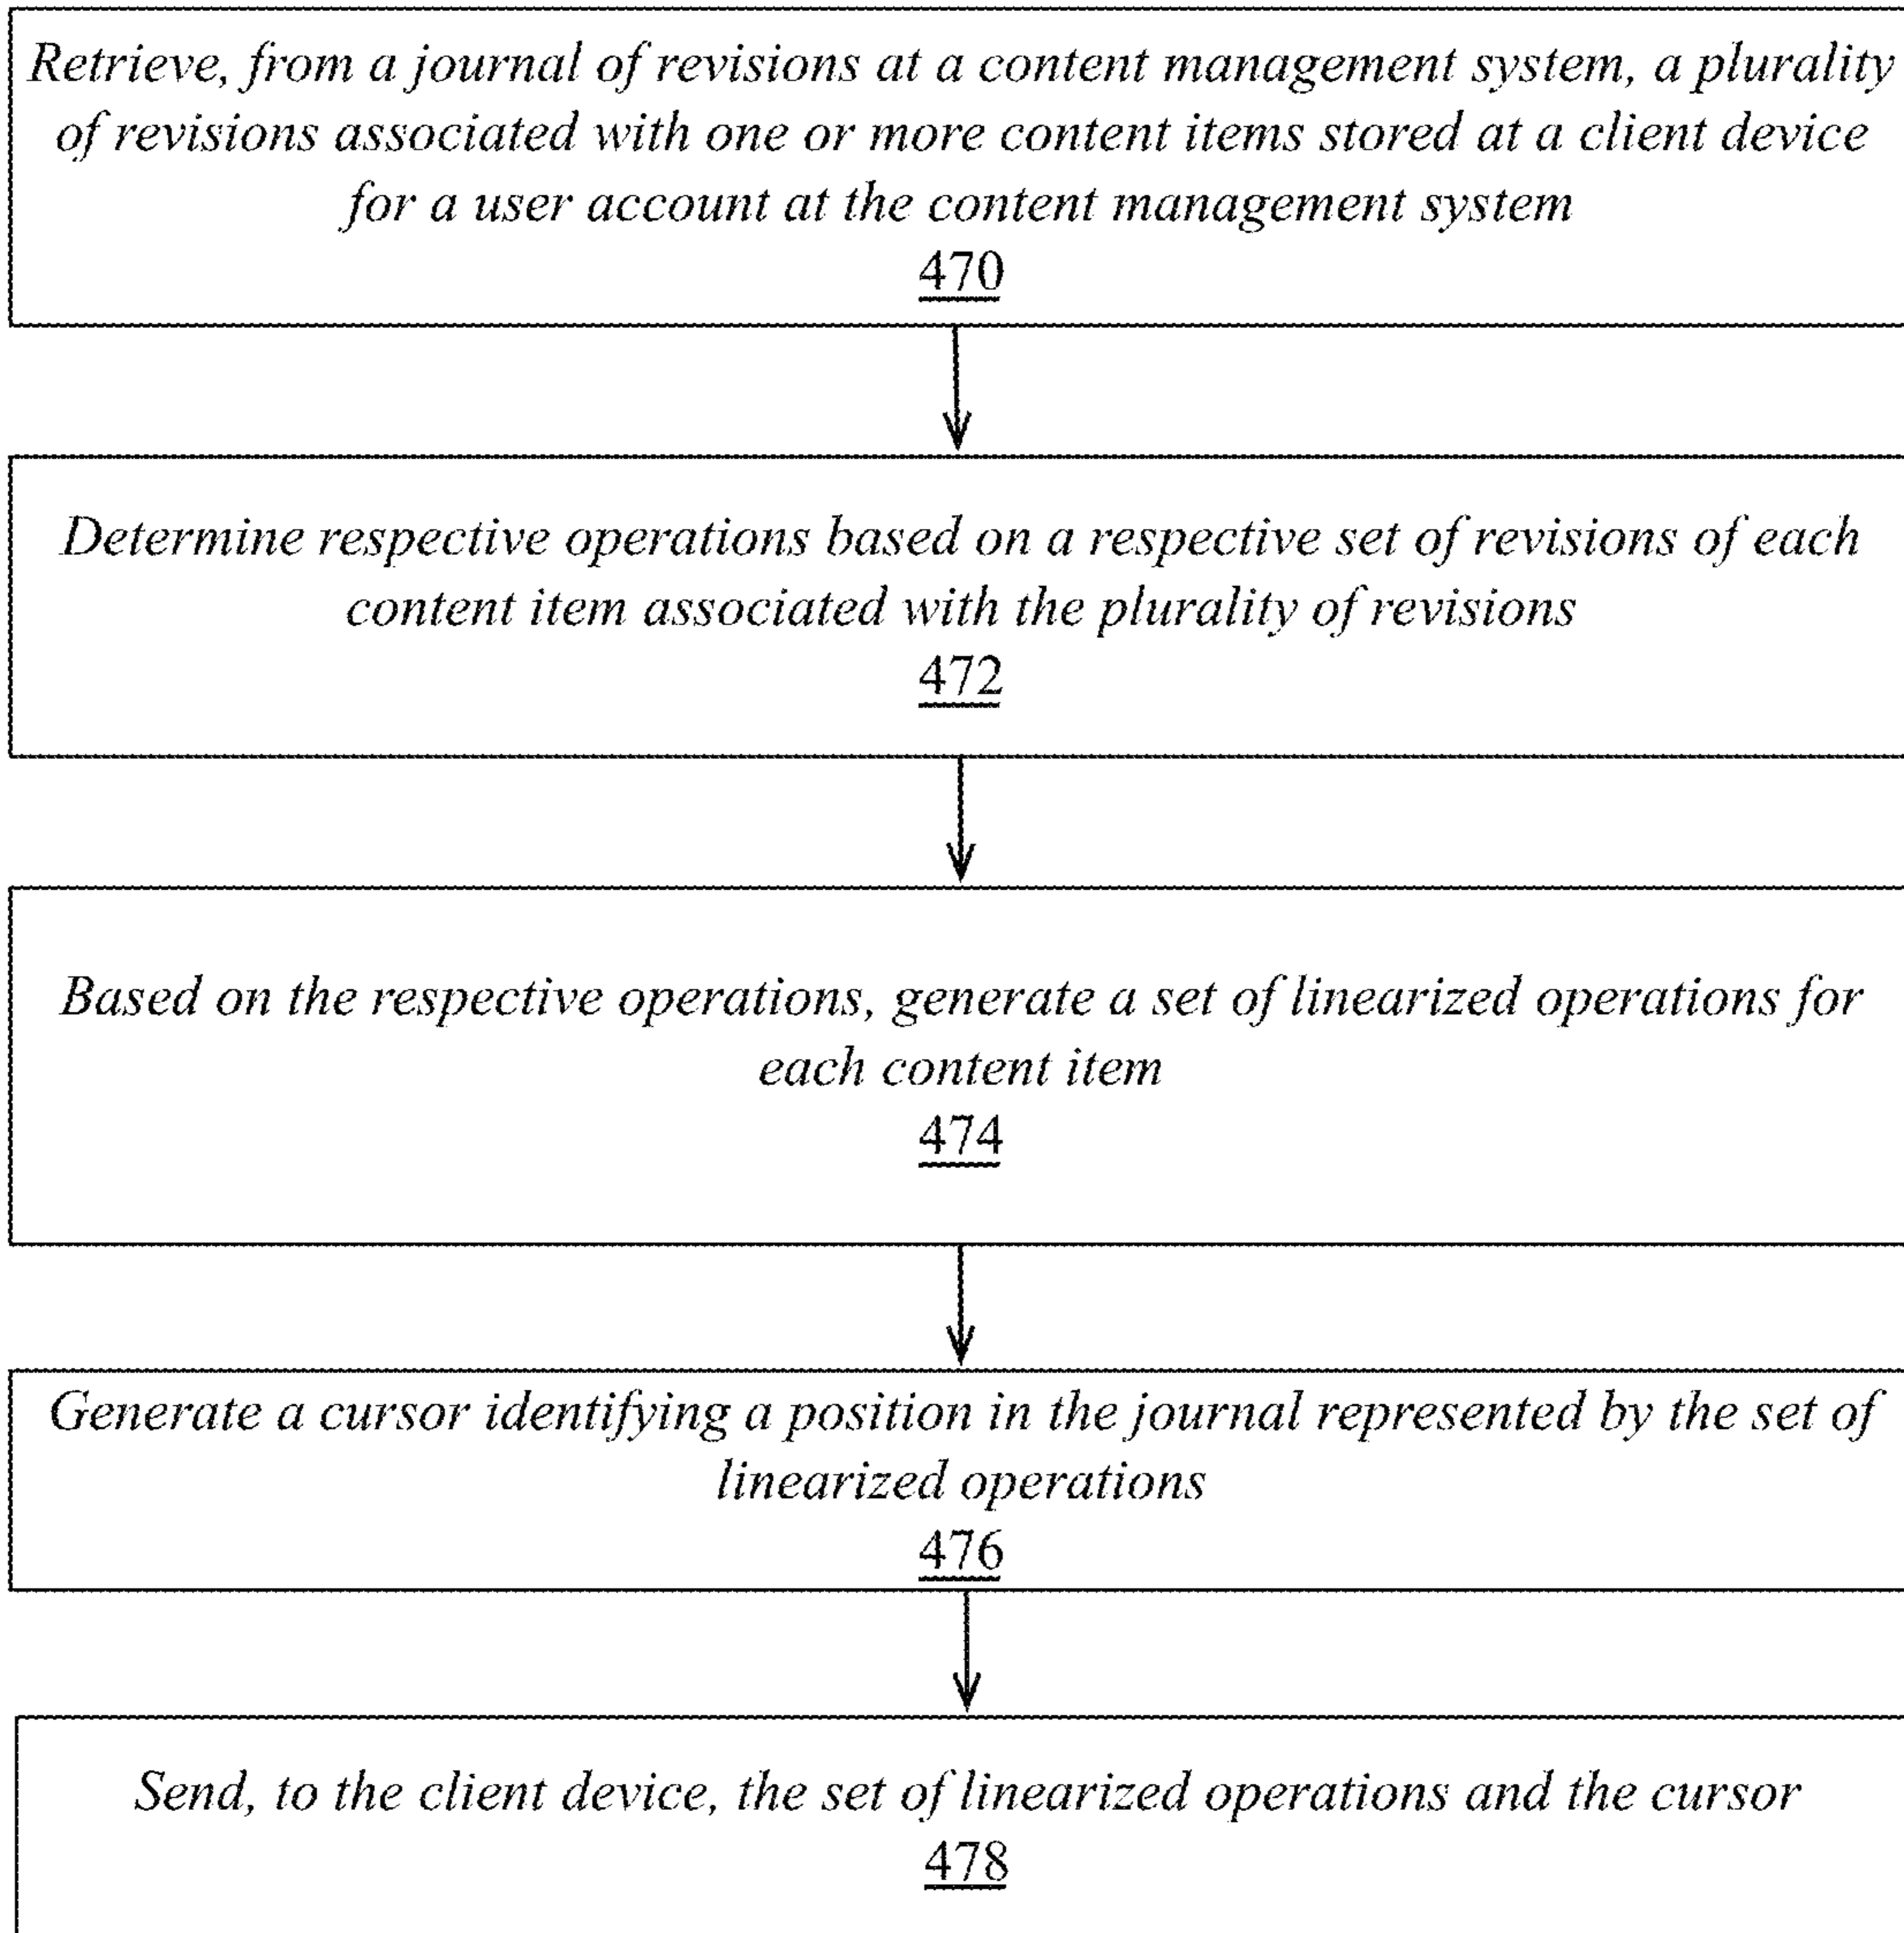 Retrieve, from a journal of revisions at a content management system, a plurality
of revisions associated with one or more content items stored at a client device
for a user account at the content management system
470
Determine respective operations based on a respective set of revisions of each
content item associated with the plurality of revisions
472
Based on the respective operations, generate a set of linearized operations for
each content item
474
Generate a cursor identifying a position in the journal represented by the set of
linearized operations
476
Send, to the client device, the set of linearized operations and the cursor
478